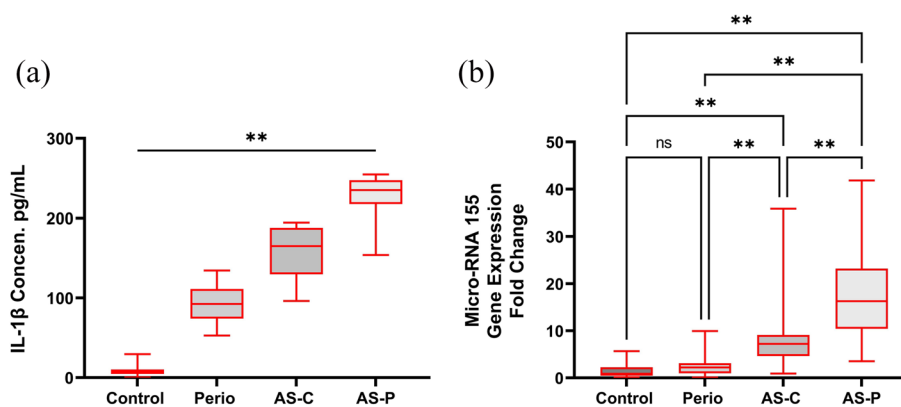 (a)
**
300
200
100
0
IL-1β Concen. pg/mL
Control Perio AS-C AS-P
(b)
**
**
**
ns ** **
50
40
30
20
10
0
Micro-RNA 155
Gene Expression
Fold Change
Control Perio AS-C AS-P